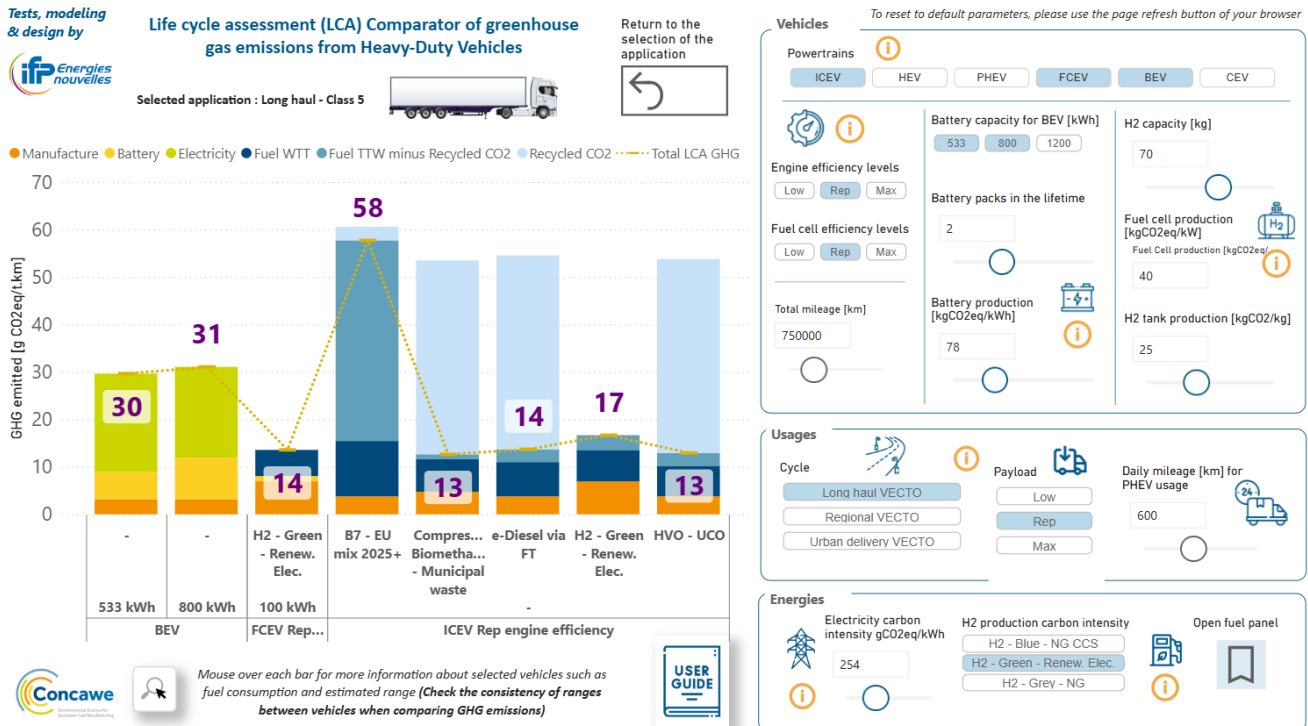 Tests, modeling
& design by
ifp Energies
nouvelles
Life cycle assessment (LCA) Comparator of greenhouse
gas emissions from Heavy-Duty Vehicles
Selected application : Long haul - Class 5
Return to the
selection of the
application
To reset to default parameters, please use the page refresh button of your browser
Manufacture Battery Electricity Fuel WTT Fuel TTW minus Recycled CO2 Recycled CO2 Total LCA GHG
GHG emitted [g CO2eq/t.km]
70
60
50
40
30
20
10
0
30
31
14
58
13
14
17
13
- - H2 - Green B7 - EU Compres... e-Diesel via H2 - Green HVO - UCO
- Renew. mix 2025+ Biometha... FT - Renew.
Elec. - Municipal Elec.
waste
533 kWh 800 kWh 100 kWh -
BEV FCEV Rep... ICEV Rep engine efficiency
Concawe
Mouse over each bar for more information about selected vehicles such as
fuel consumption and estimated range (Check the consistency of ranges
between vehicles when comparing GHG emissions)
USER
GUIDE
Vehicles
Powertrains
i
ICEV HEV PHEV FCEV BEV CEV
i
Engine efficiency levels
Low Rep Max
Fuel cell efficiency levels
Low Rep Max
Total mileage [km]
750000
Battery capacity for BEV [kWh]
533 800 1200
Battery packs in the lifetime
2
Battery production
[kgCO2eq/kWh]
i
78
H2 capacity [kg]
70
Fuel cell production
[kgCO2eq/kW]
H2
Fuel Cell production [kgCO2eq/...
i
40
H2 tank production [kgCO2/kg]
25
Usages
Cycle
i
Long haul VECTO
Regional VECTO
Urban delivery VECTO
Payload
Low
Rep
Max
Daily mileage [km] for
PHEV usage
24
600
Energies
Electricity carbon
intensity gCO2eq/kWh
254
i
H2 production carbon intensity
H2 - Blue - NG CCS
H2 - Green - Renew. Elec.
H2 - Grey - NG
i
Open fuel panel